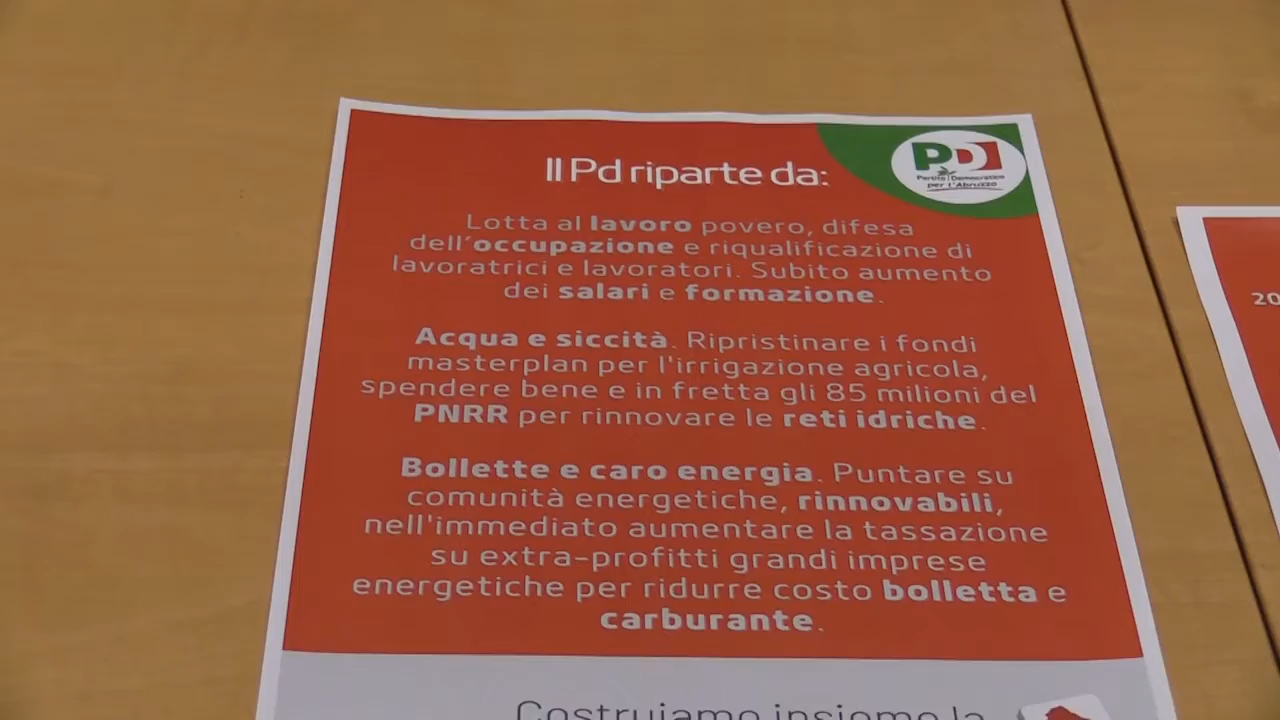 Il Pd riparte da:
PD
Partito Democratico
per l'Abruzzo
Lotta al lavoro povero, difesa
dell'occupazione e riqualificazione di
lavoratrici e lavoratori. Subito aumento
dei salari e formazione.
Acqua e siccità. Ripristinare i fondi
masterplan per l'irrigazione agricola,
spendere bene e in fretta gli 85 milioni del
PNRR per rinnovare le reti idriche.
Bollette e caro energia. Puntare su
comunità energetiche, rinnovabili,
nell'immediato aumentare la tassazione
su extra-profitti grandi imprese
energetiche per ridurre costo bolletta e
carburante.
Costruiamo insieme la
20